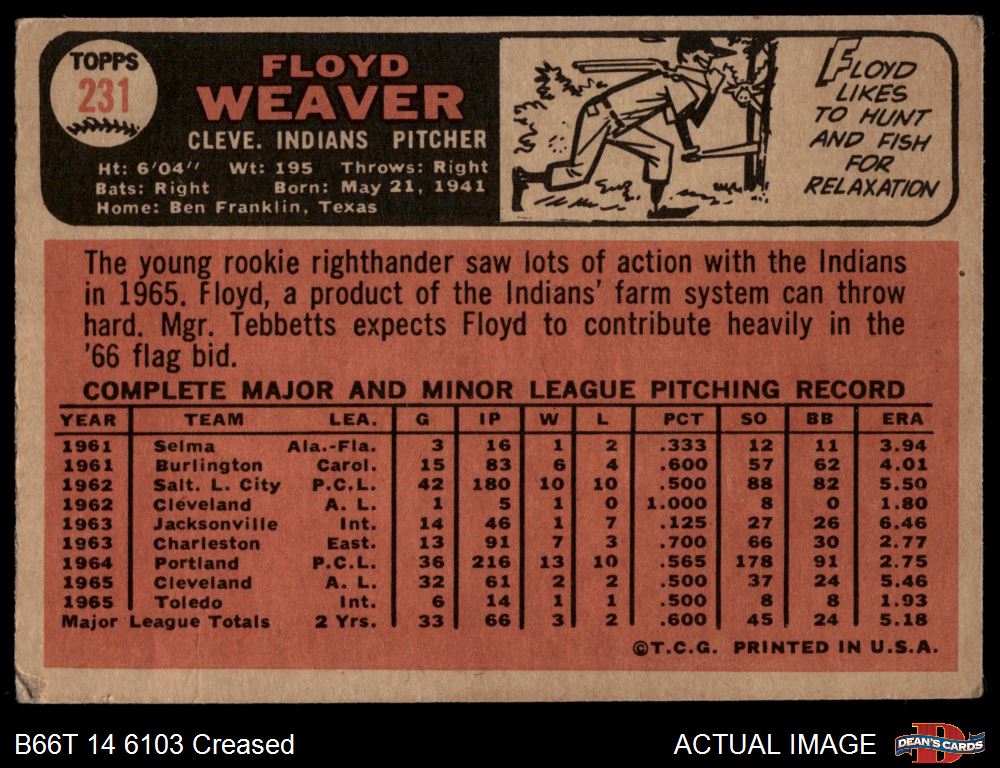 TOPPS
231
FLOYD
WEAVER
CLEVE. INDIANS PITCHER
Ht: 6'04" Wt: 195 Throws: Right
Bats: Right Born: May 21, 1941
Home: Ben Franklin, Texas
FLOYD
LIKES
TO HUNT
AND FISH
FOR
RELAXATION
The young rookie righthander saw lots of action with the Indians
in 1965. Floyd, a product of the Indians' farm system can throw
hard. Mgr. Tebbetts expects Floyd to contribute heavily in the
'66 flag bid.
COMPLETE MAJOR AND MINOR LEAGUE PITCHING RECORD
YEAR TEAM LEA. G IP W L PCT SO BB ERA
1961 Selma Ala.-Fla. 3 16 1 2 .333 12 11 3.94
1961 Burlington Carol. 15 83 6 4 .600 57 62 4.01
1962 Salt. L. City P.C.L. 42 180 10 10 .500 88 82 5.50
1962 Cleveland A. L. 1 5 1 0 1.000 8 0 1.80
1963 Jacksonville Int. 14 46 1 7 .125 27 26 6.46
1963 Charleston East. 13 91 7 3 .700 66 30 2.77
1964 Portland P.C.L. 36 216 13 10 .565 178 91 2.75
1965 Cleveland A. L. 32 61 2 2 .500 37 24 5.46
1965 Toledo Int. 6 14 1 1 .500 8 8 1.93
Major League Totals 2 Yrs. 33 66 3 2 .600 45 24 5.18
©T.C.G. PRINTED IN U.S.A.
B66T 14 6103 Creased
ACTUAL IMAGE
D
DEAN'S CARDS